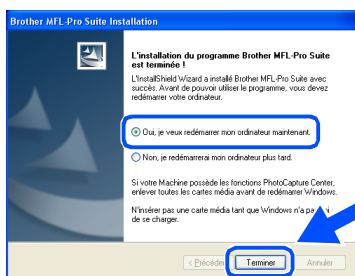 Brother MFL-Pro Suite Installation
L'installation du programme Brother MFL-Pro Suite
est terminée !
L'InstallShield Wizard a installé Brother MFL-Pro Suite avec
succès. Avant de pouvoir utiliser le programme, vous devez
redémarrer votre ordinateur.
Oui, je veux redémarrer mon ordinateur maintenant.
Non, je redémarrerai mon ordinateur plus tard.
Si votre Machine possède les fonctions PhotoCapture Center,
enlever toutes les cartes média avant de redémarrer Windows.
N'insérer pas une carte média tant que Windows n'a
de se charger.
< Précéden
Terminer
Annuler